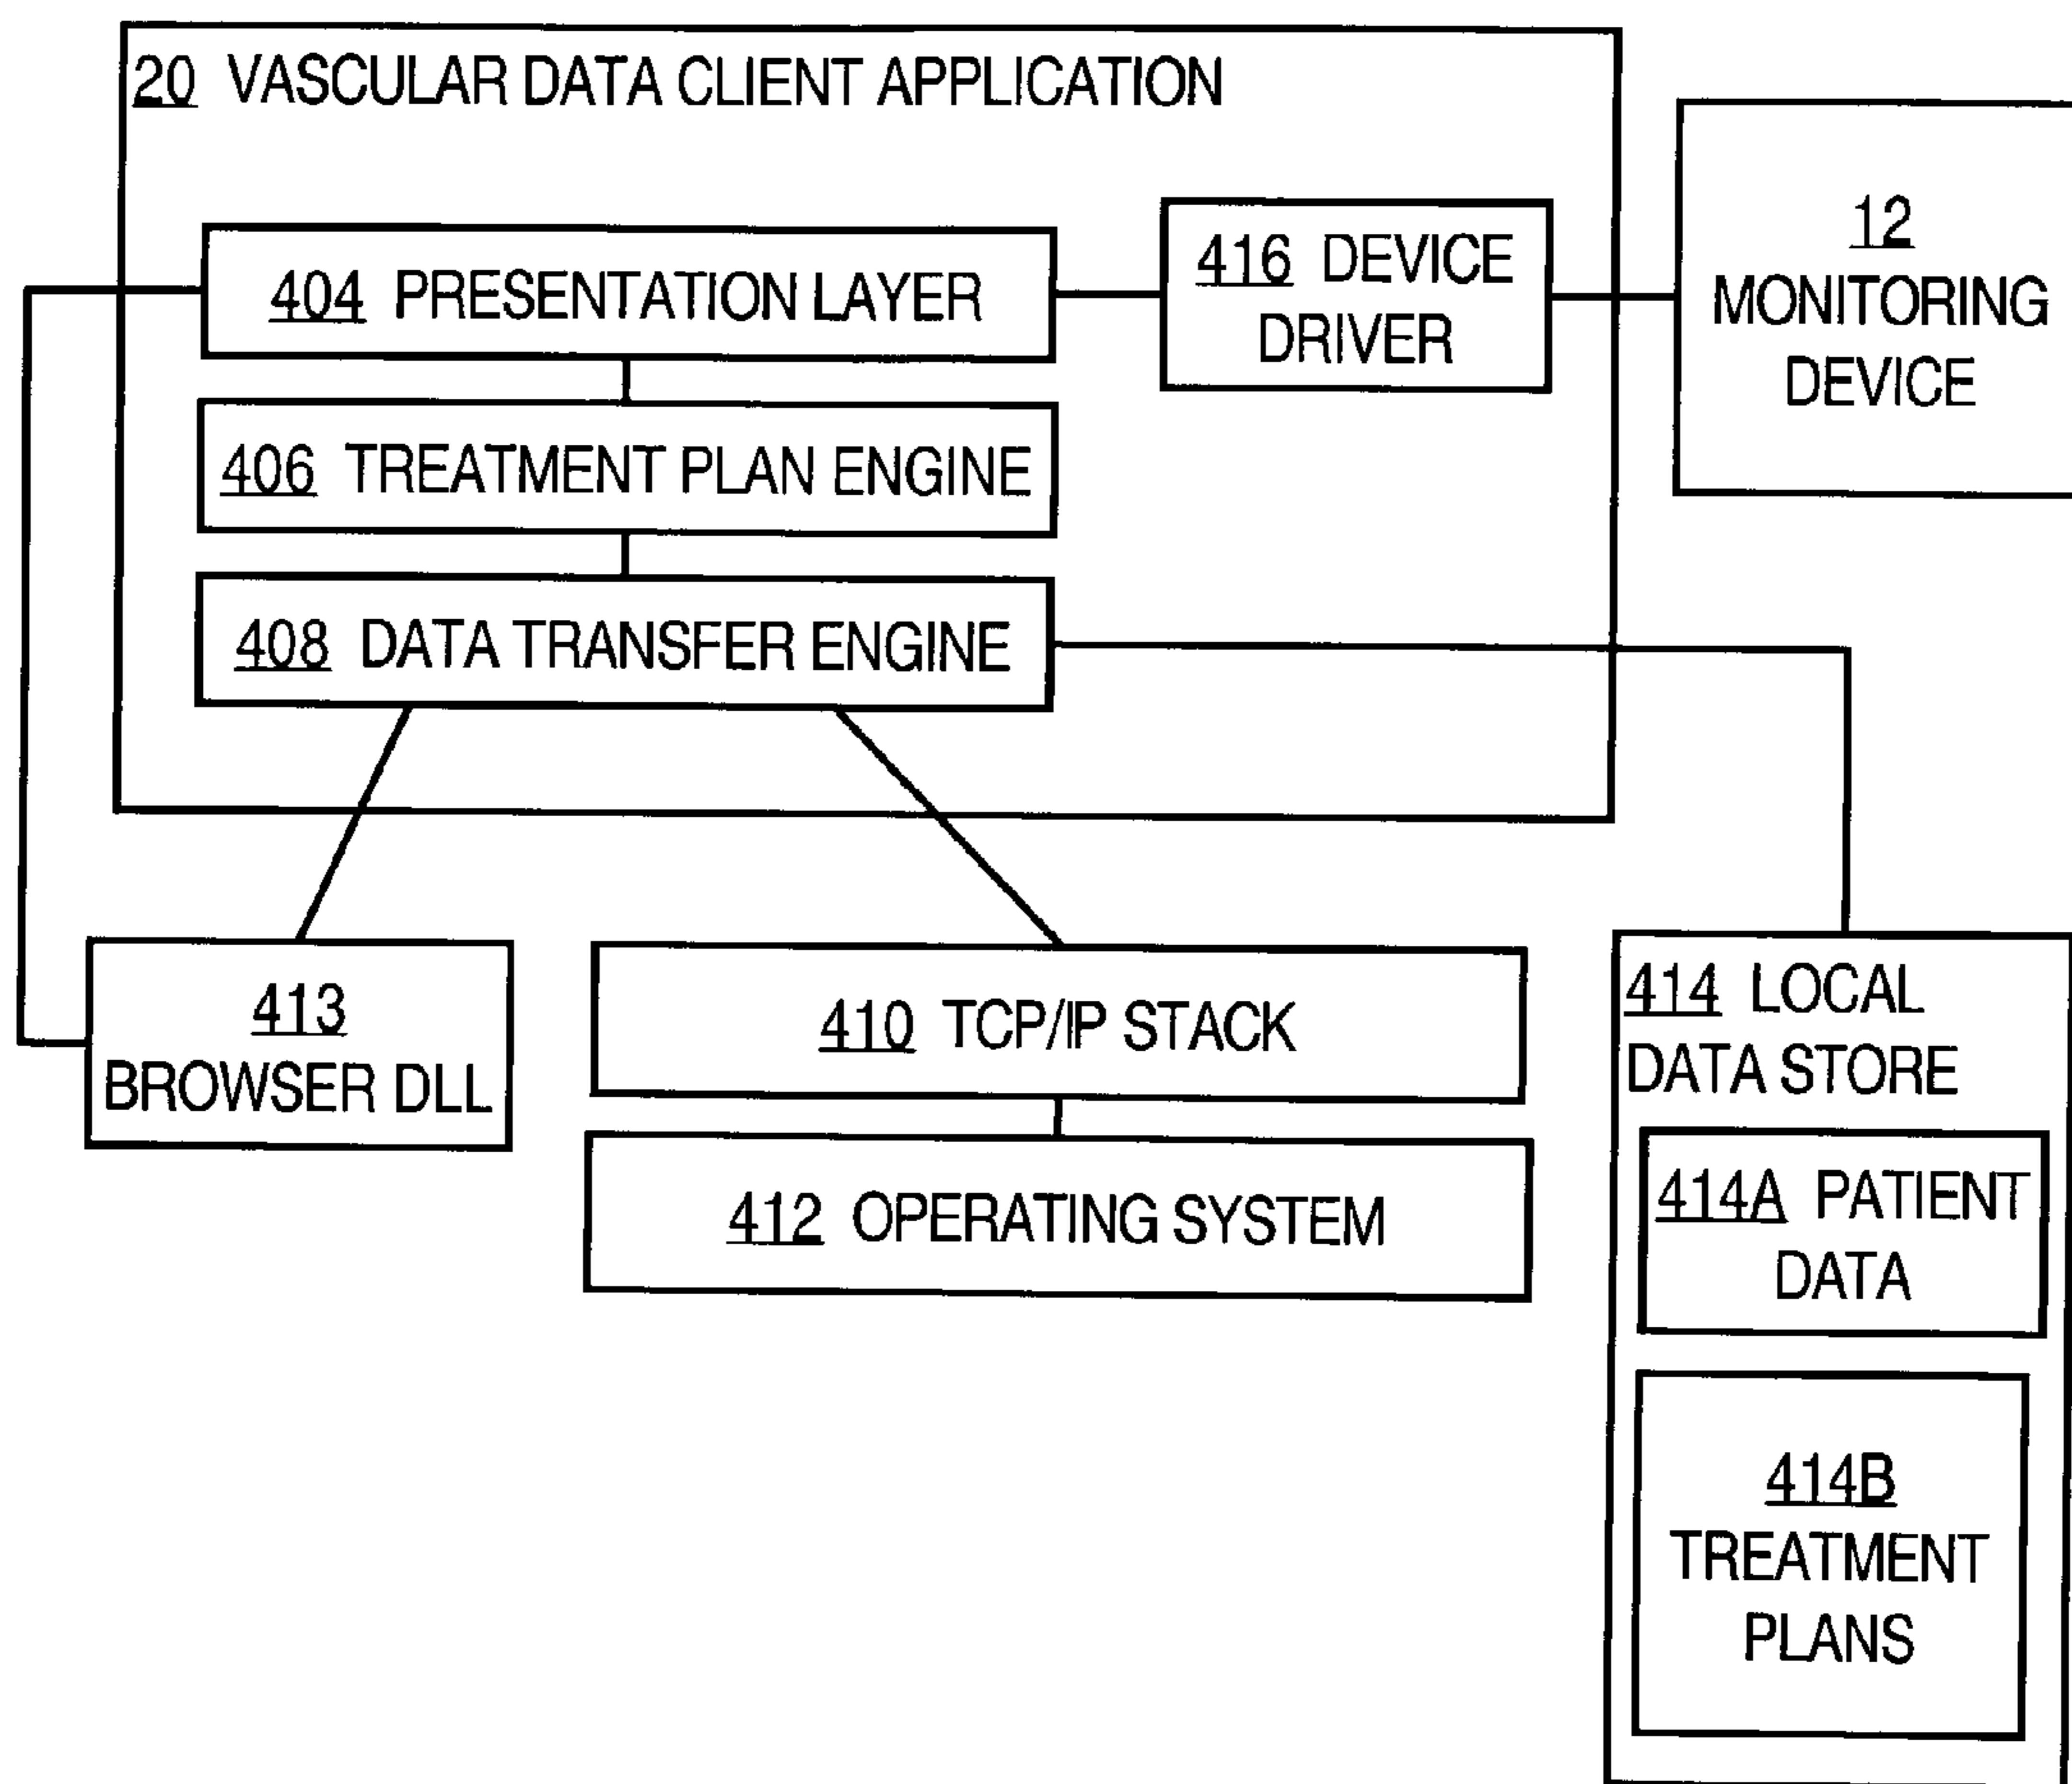 20 VASCULAR DATA CLIENT APPLICATION
404 PRESENTATION LAYER
416 DEVICE
DRIVER
12
MONITORING
DEVICE
406 TREATMENT PLAN ENGINE
408 DATA TRANSFER ENGINE
413
BROWSER DLL
410 TCP/IP STACK
412 OPERATING SYSTEM
414 LOCAL
DATA STORE
414A PATIENT
DATA
414B
TREATMENT
PLANS